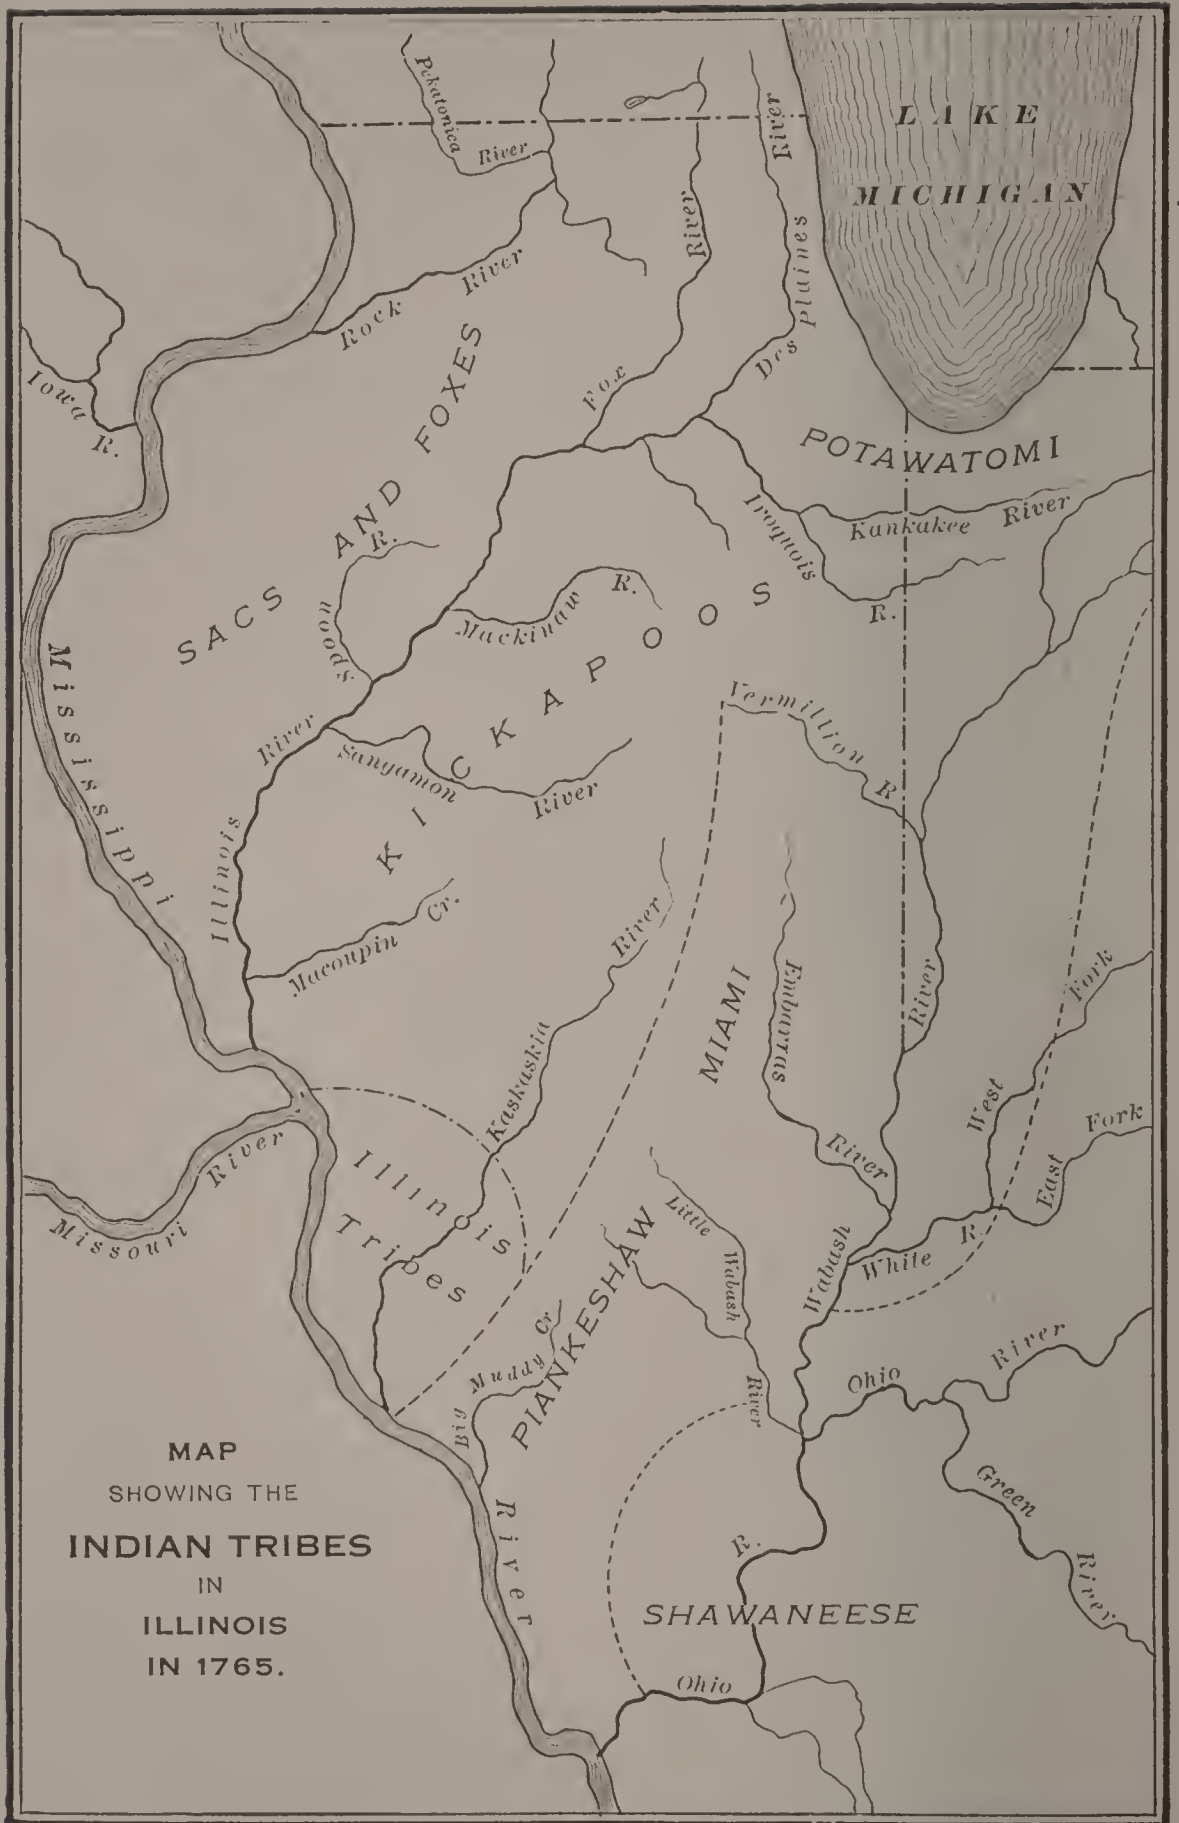 LAKE
MICHIGAN
Pekatonica
River
River
River
Des Plaines
Rock River
Fox
Iowa R.
SACS AND FOXES
POTAWATOMI
Kankakee River
Iroquois
R.
Spoon
R.
Mackinaw R.
KICKAPOOS
Vermillion R
Mississippi
Illinois River
Sangamon River
Macoupin Cr.
Kaskaskia River
MIAMI
Embarras
River
River
West
Fork
East
Fork
White R.
Wabash
Missouri River
Illinois
Tribes
PIANKESHAW
Little
Wabash
River
Big Muddy Cr
River
Ohio River
Green
River
R.
SHAWANEESE
Ohio
MAP
SHOWING THE
INDIAN TRIBES
IN
ILLINOIS
IN 1765.